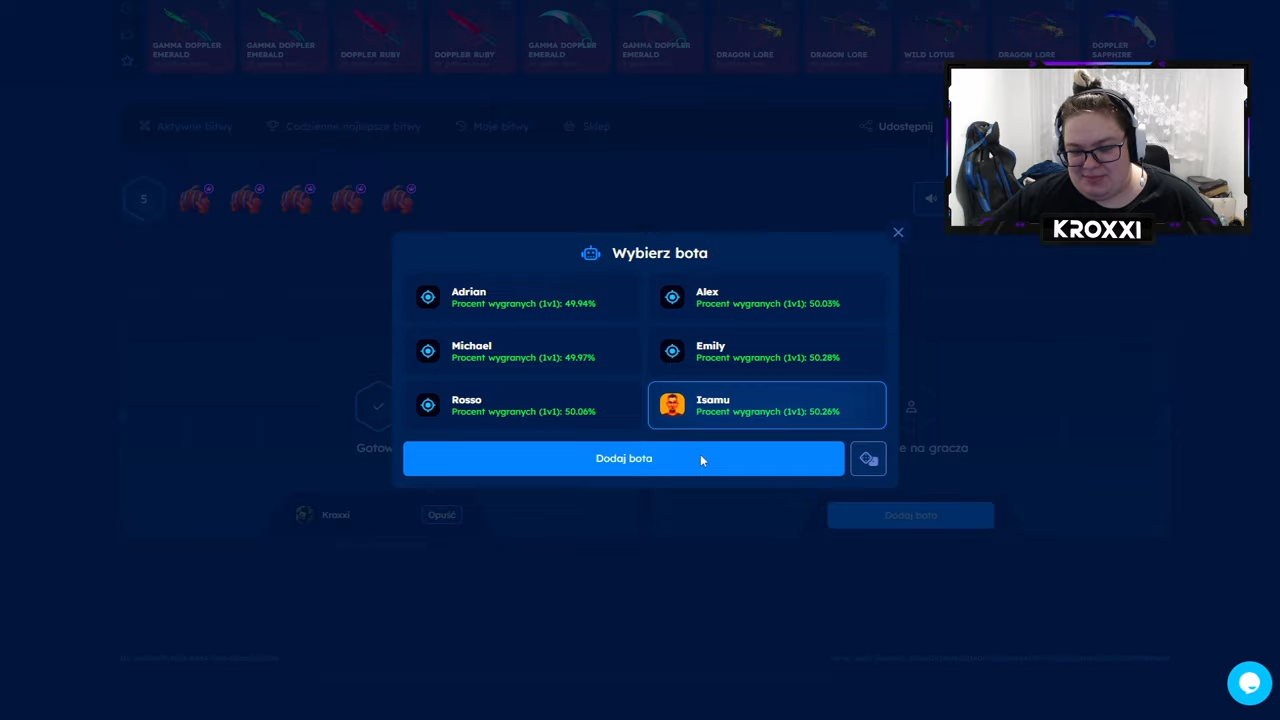 GAMMA DOPPLER EMERALD
GAMMA DOPPLER EMERALD
DOPPLER RUBY
DOPPLER RUBY
GAMMA DOPPLER EMERALD
GAMMA DOPPLER EMERALD
DRAGON LORE
DRAGON LORE
WILD LOTUS
DRAGON LORE
DOPPLER SAPPHIRE
Aktywne bitwy
Codzienne najlepsze bitwy
Moje bitwy
Sklep
Udostępnij
KROXXI
5
Wybierz bota
Adrian
Procent wygranych (1v1): 49.94%
Alex
Procent wygranych (1v1): 50.03%
Michael
Procent wygranych (1v1): 49.97%
Emily
Procent wygranych (1v1): 50.28%
Rosso
Procent wygranych (1v1): 50.06%
Isamu
Procent wygranych (1v1): 50.26%
Gotow
e na gracza
Dodaj bota
Kroxxi
Opuść
Dodaj bota